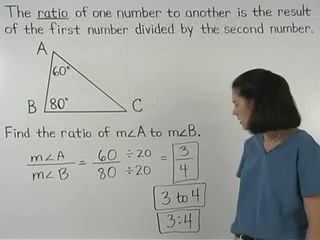 The ratio of one number to another is the result
of the first number divided by the second number.
A
60°
B 80° C
Find the ratio of m∠A to m∠B.
m∠A / m∠B = 60 ÷20 / 80 ÷20 = 3 / 4
3 to 4
3:4